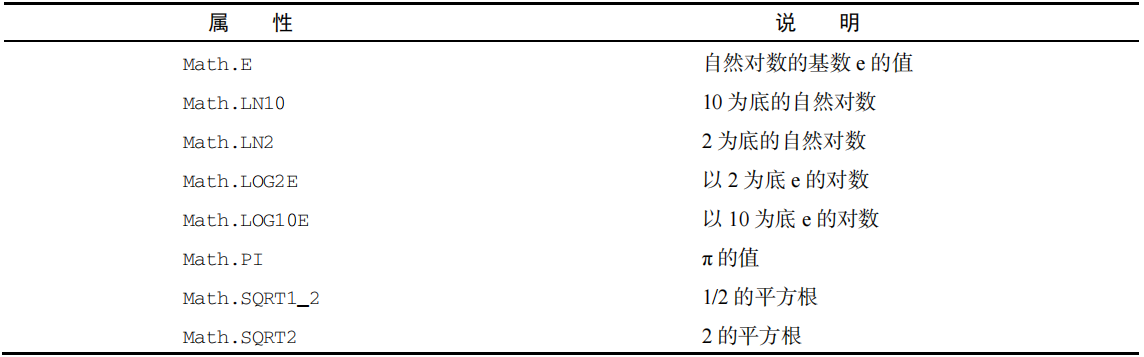 属 性 说 明
Math.E 自然对数的基数 e 的值
Math.LN10 10 为底的自然对数
Math.LN2 2 为底的自然对数
Math.LOG2E 以 2 为底 e 的对数
Math.LOG10E 以 10 为底 e 的对数
Math.PI π 的值
Math.SQRT1_2 1/2 的平方根
Math.SQRT2 2 的平方根